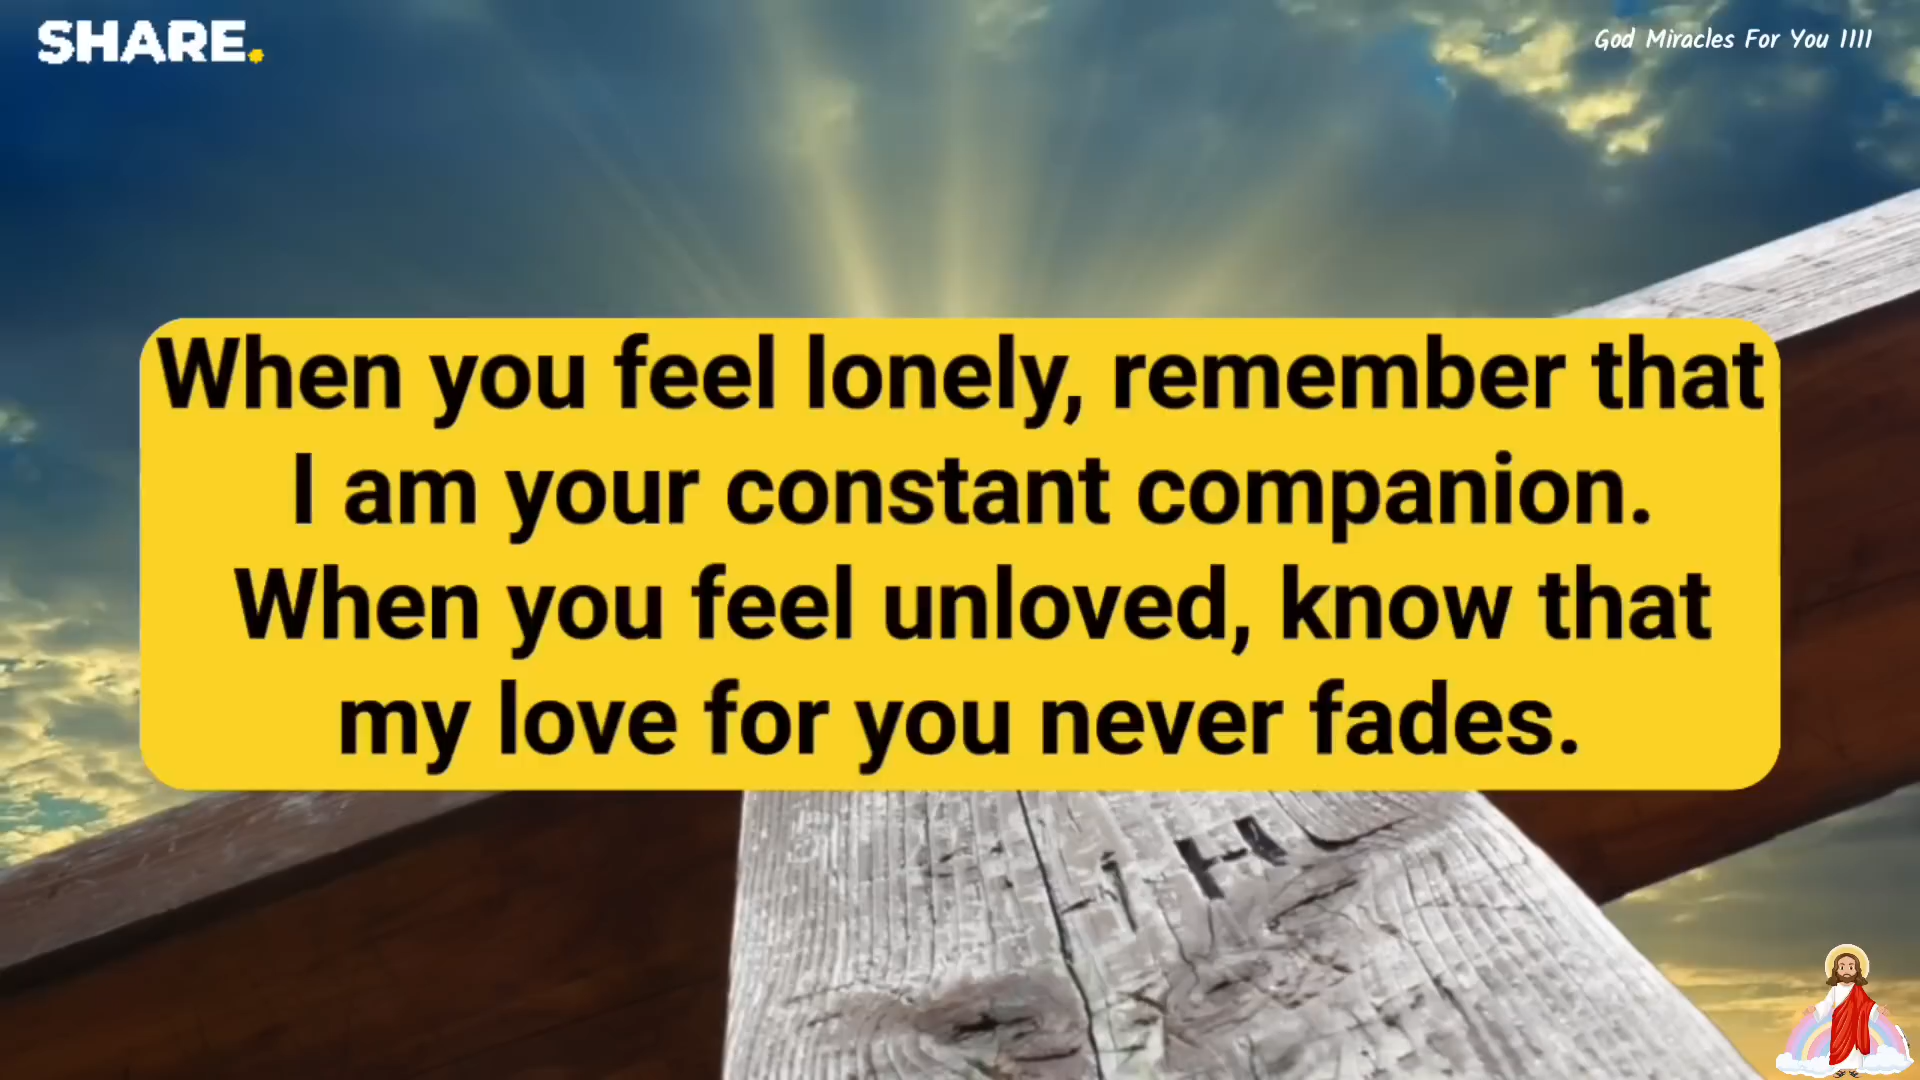 SHARE.
God Miracles For You 1111
When you feel lonely, remember that
I am your constant companion.
When you feel unloved, know that
my love for you never fades.